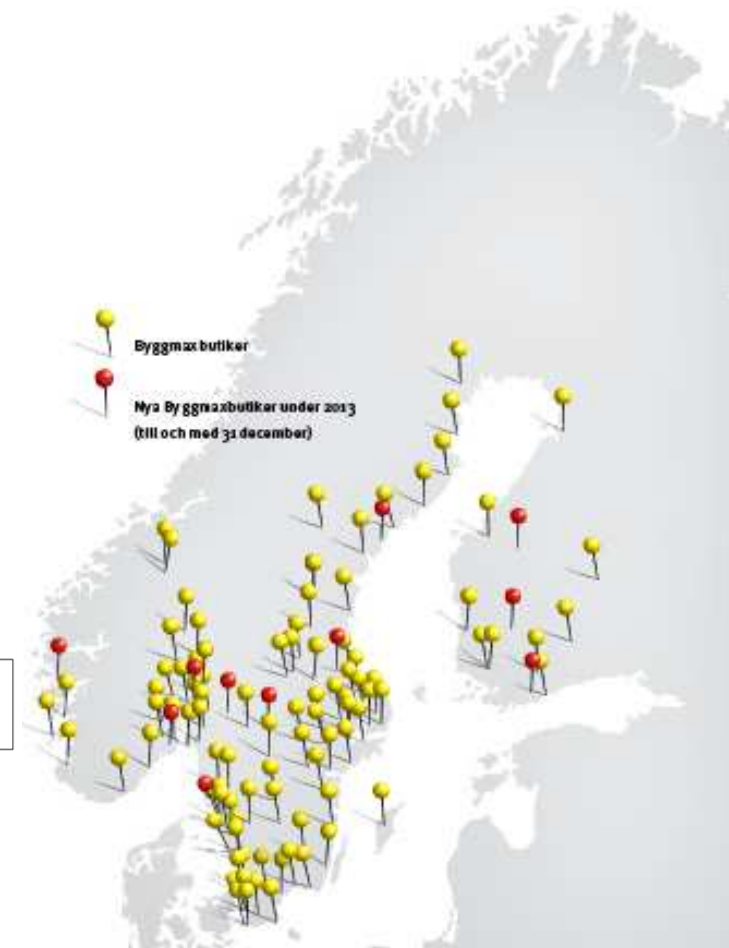 Byggmaxbutiker
Nya Byggmaxbutiker under 2013
(till och med 31 december)